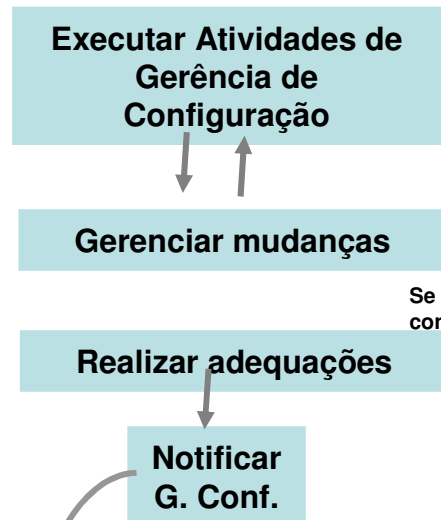 Executar Atividades de
Gerência de
Configuração
Gerenciar mudanças
Se
Realizar adequações
Notificar
G. Conf.